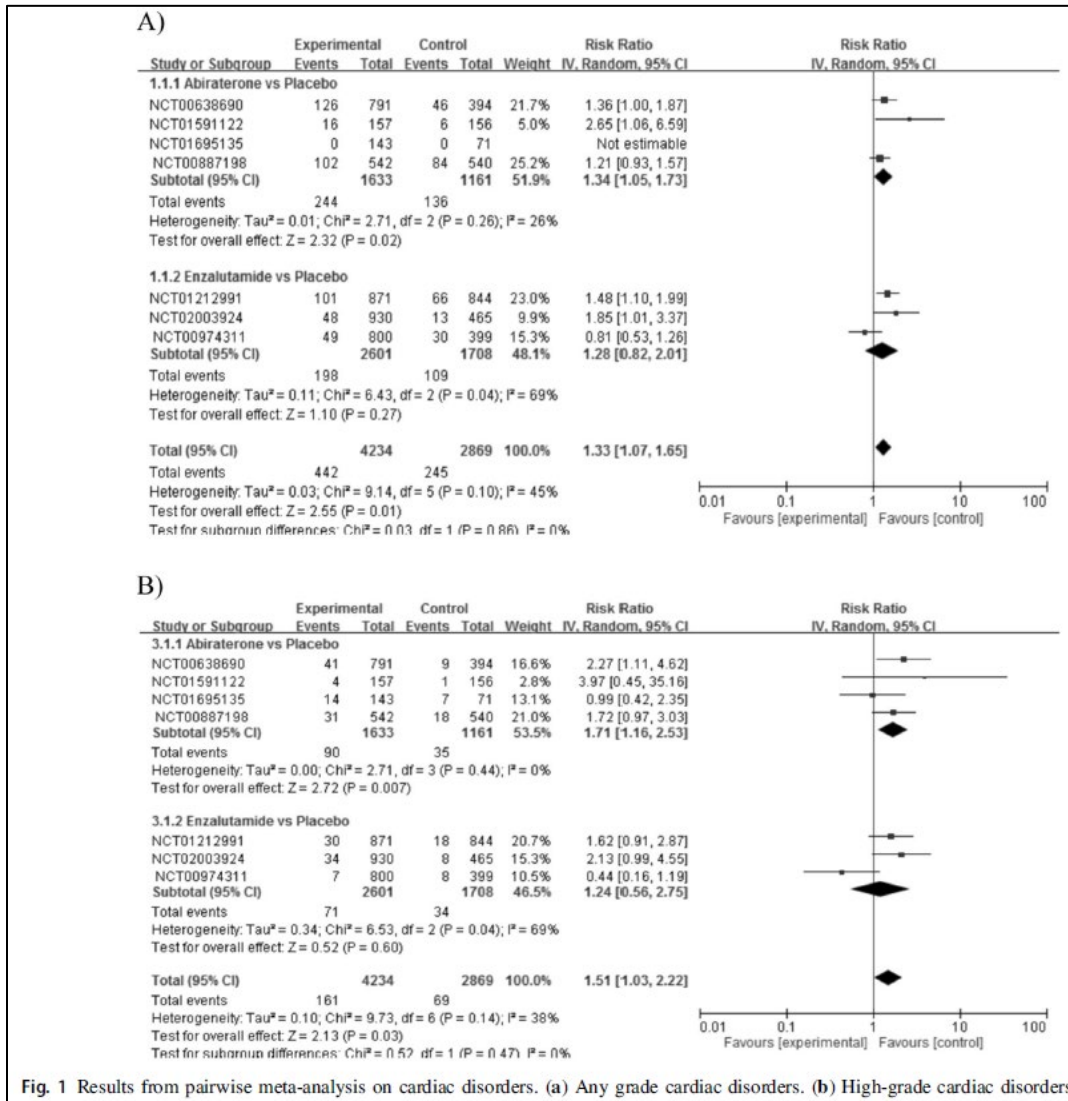 A)
Experimental Control Risk Ratio Risk Ratio
Study or Subgroup Events Total Events Total Weight IV, Random, 95% CI IV, Random, 95% CI
1.1.1 Abiraterone vs Placebo
NCT00638690 126 791 46 394 21.7% 1.36 [1.00, 1.87]
NCT01591122 16 157 6 156 5.0% 2.65 [1.06, 6.59]
NCT01695135 0 143 0 71 Not estimable
NCT00887198 102 542 84 540 25.2% 1.21 [0.93, 1.57]
Subtotal (95% CI) 1633 1161 51.9% 1.34 [1.05, 1.73]
Total events 244 136
Heterogeneity: Tau² = 0.01; Chi² = 2.71, df = 2 (P = 0.26); I² = 26%
Test for overall effect: Z = 2.32 (P = 0.02)
1.1.2 Enzalutamide vs Placebo
NCT01212991 101 871 66 844 23.0% 1.48 [1.10, 1.99]
NCT02003924 48 930 13 465 9.9% 1.85 [1.01, 3.37]
NCT00974311 49 800 30 399 15.3% 0.81 [0.53, 1.26]
Subtotal (95% CI) 2601 1708 48.1% 1.28 [0.82, 2.01]
Total events 198 109
Heterogeneity: Tau² = 0.11; Chi² = 6.43, df = 2 (P = 0.04); I² = 69%
Test for overall effect: Z = 1.10 (P = 0.27)
Total (95% CI) 4234 2869 100.0% 1.33 [1.07, 1.65]
Total events 442 245
Heterogeneity: Tau² = 0.03; Chi² = 9.14, df = 5 (P = 0.10); I² = 45%
Test for overall effect: Z = 2.55 (P = 0.01)
Test for subgroup differences: Chi² = 0.03, df = 1 (P = 0.86), I² = 0%
0.01 0.1 1 10 100
Favours [experimental] Favours [control]
B)
Experimental Control Risk Ratio Risk Ratio
Study or Subgroup Events Total Events Total Weight IV, Random, 95% CI IV, Random, 95% CI
3.1.1 Abiraterone vs Placebo
NCT00638690 41 791 9 394 16.6% 2.27 [1.11, 4.62]
NCT01591122 4 157 1 156 2.8% 3.97 [0.45, 35.16]
NCT01695135 14 143 7 71 13.1% 0.99 [0.42, 2.35]
NCT00887198 31 542 18 540 21.0% 1.72 [0.97, 3.03]
Subtotal (95% CI) 1633 1161 53.5% 1.71 [1.16, 2.53]
Total events 90 35
Heterogeneity: Tau² = 0.00; Chi² = 2.71, df = 3 (P = 0.44); I² = 0%
Test for overall effect: Z = 2.72 (P = 0.007)
3.1.2 Enzalutamide vs Placebo
NCT01212991 30 871 18 844 20.7% 1.62 [0.91, 2.87]
NCT02003924 34 930 8 465 15.3% 2.13 [0.99, 4.55]
NCT00974311 7 800 8 399 10.5% 0.44 [0.16, 1.19]
Subtotal (95% CI) 2601 1708 46.5% 1.24 [0.56, 2.75]
Total events 71 34
Heterogeneity: Tau² = 0.34; Chi² = 6.53, df = 2 (P = 0.04); I² = 69%
Test for overall effect: Z = 0.52 (P = 0.60)
Total (95% CI) 4234 2869 100.0% 1.51 [1.03, 2.22]
Total events 161 69
Heterogeneity: Tau² = 0.10; Chi² = 9.73, df = 6 (P = 0.14); I² = 38%
Test for overall effect: Z = 2.13 (P = 0.03)
Test for subgroup differences: Chi² = 0.52, df = 1 (P = 0.47), I² = 0%
0.01 0.1 1 10 100
Favours [experimental] Favours [control]
Fig. 1 Results from pairwise meta-analysis on cardiac disorders. (a) Any grade cardiac disorders. (b) High-grade cardiac disorders